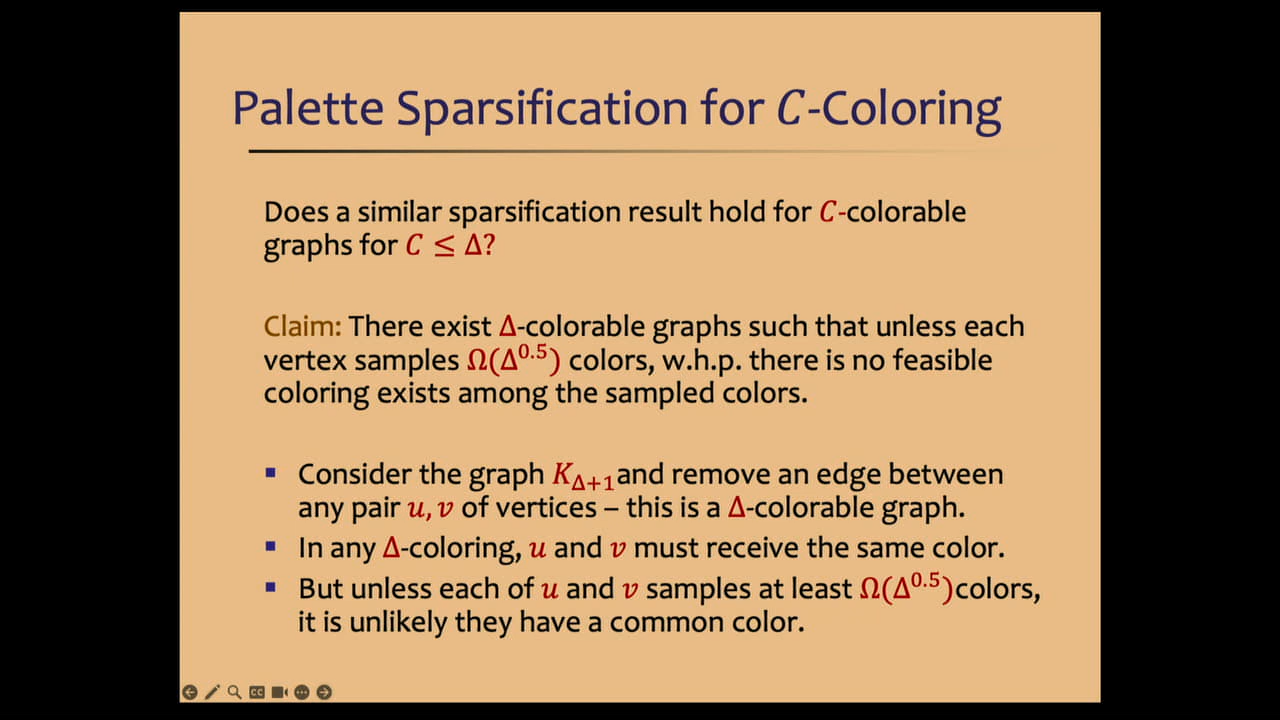 Palette Sparsification for C-Coloring
Does a similar sparsification result hold for C-colorable
graphs for C ≤ Δ?
Claim: There exist Δ-colorable graphs such that unless each
vertex samples Ω(Δ^0.5) colors, w.h.p. there is no feasible
coloring exists among the sampled colors.
▪ Consider the graph K_Δ+1 and remove an edge between
any pair u, v of vertices – this is a Δ-colorable graph.
▪ In any Δ-coloring, u and v must receive the same color.
▪ But unless each of u and v samples at least Ω(Δ^0.5)colors,
it is unlikely they have a common color.
CC